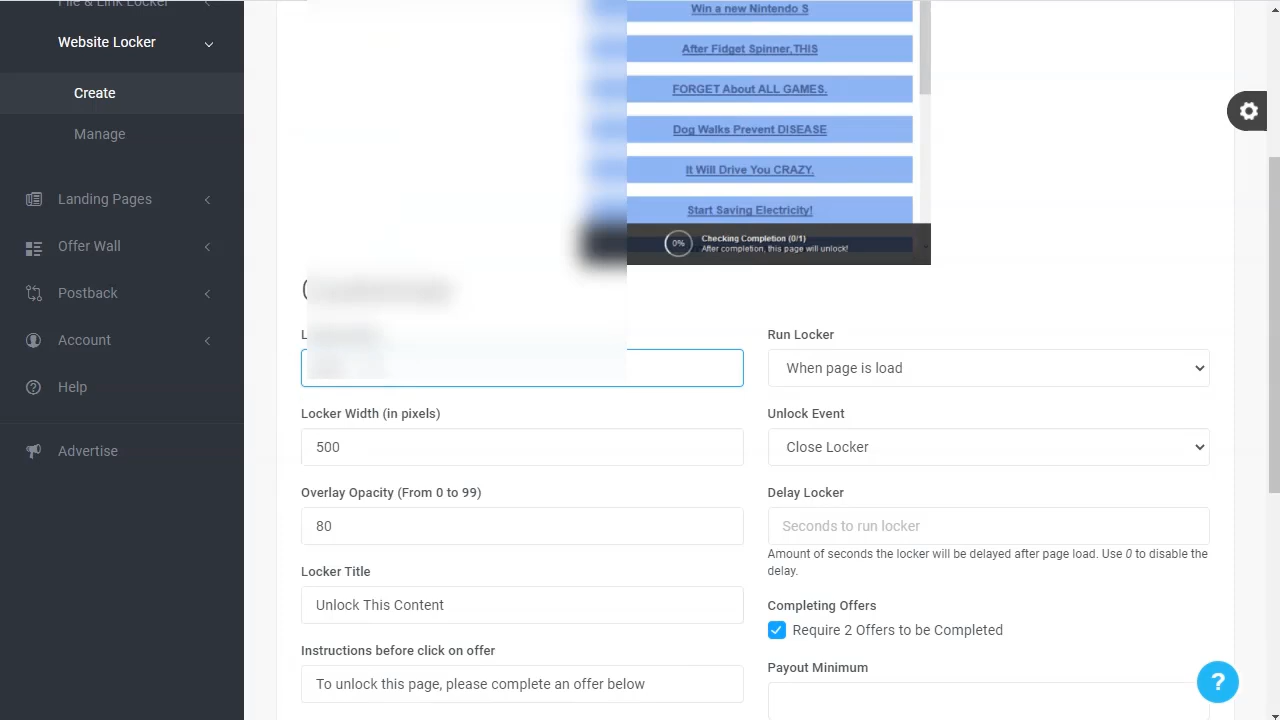 File & Link Locker
Website Locker
Create
Manage
Landing Pages
Offer Wall
Postback
Account
Help
Advertise
Win a new Nintendo S
After Fidget Spinner,THIS
FORGET About ALL GAMES.
Dog Walks Prevent DISEASE
It Will Drive You CRAZY.
Start Saving Electricity!
0%
Checking Completion (0/1)
After completion, this page will unlock!
Locker Width (in pixels)
500
Overlay Opacity (From 0 to 99)
80
Locker Title
Unlock This Content
Instructions before click on offer
To unlock this page, please complete an offer below
Run Locker
When page is load
Unlock Event
Close Locker
Delay Locker
Seconds to run locker
Amount of seconds the locker will be delayed after page load. Use 0 to disable the
delay.
Completing Offers
Require 2 Offers to be Completed
Payout Minimum
?